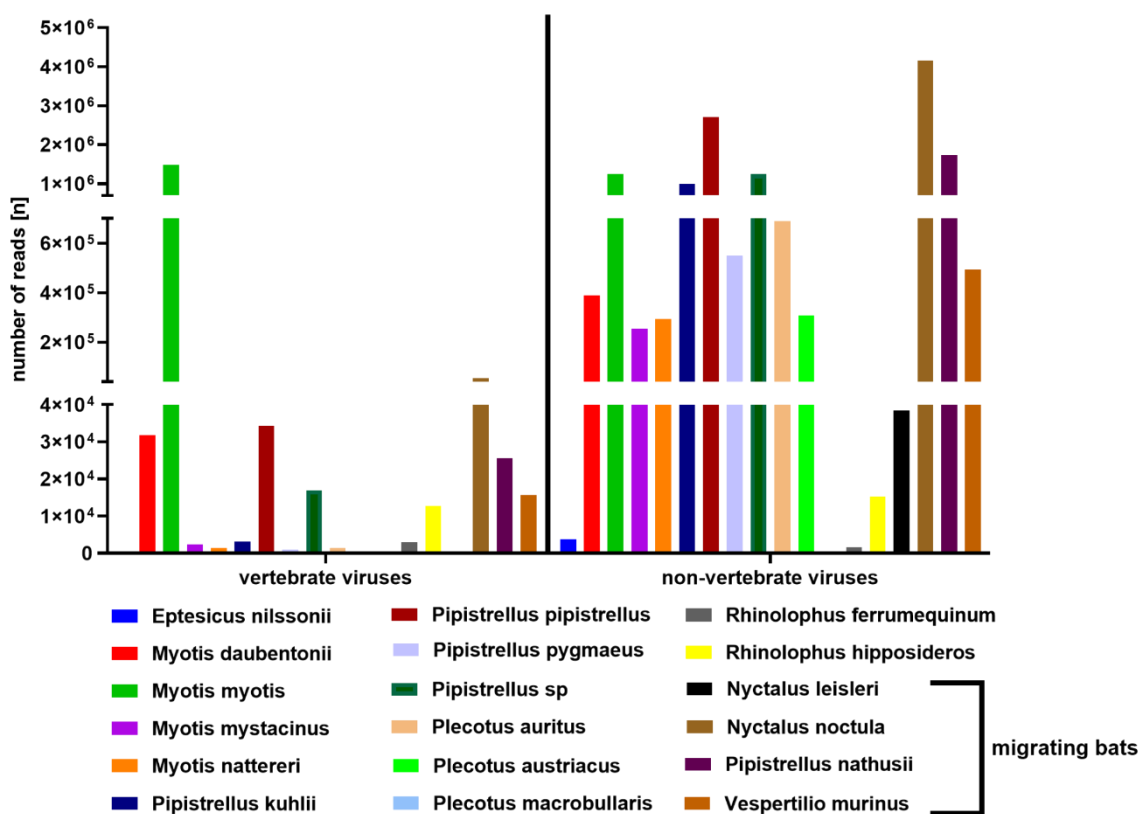 number of reads [n]
5×10⁶
4×10⁶
3×10⁶
2×10⁶
1×10⁶
6×10⁵
4×10⁵
2×10⁵
4×10⁴
3×10⁴
2×10⁴
1×10⁴
0
vertebrate viruses
non-vertebrate viruses
Eptesicus nilssonii
Myotis daubentonii
Myotis myotis
Myotis mystacinus
Myotis nattereri
Pipistrellus kuhlii
Pipistrellus pipistrellus
Pipistrellus pygmaeus
Pipistrellus sp
Plecotus auritus
Plecotus austriacus
Plecotus macrobullaris
Rhinolophus ferrumequinum
Rhinolophus hipposideros
Nyctalus leisleri
Nyctalus noctula
Pipistrellus nathusii
Vespertilio murinus
migrating bats